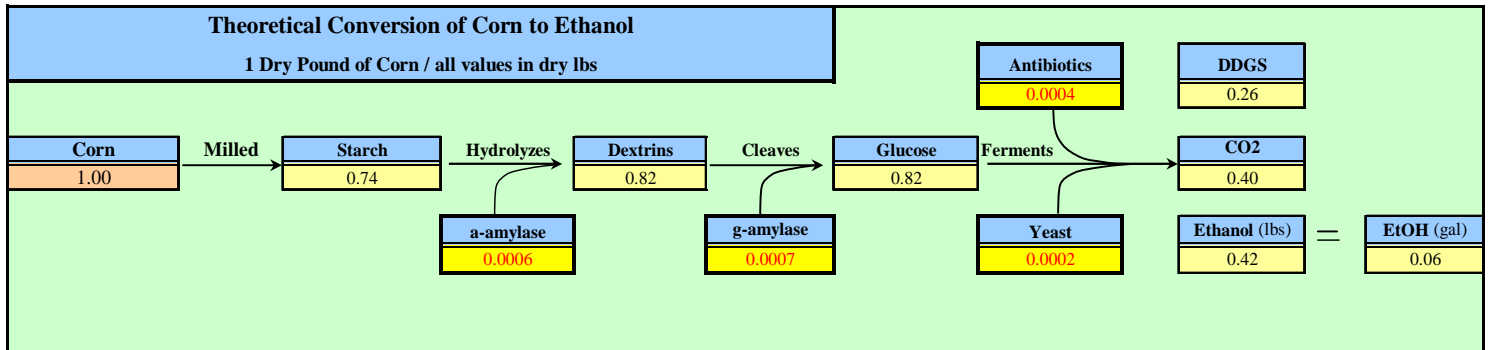 Theoretical Conversion of Corn to Ethanol
1 Dry Pound of Corn / all values in dry lbs
Antibiotics
0.0004
DDGS
0.26
Corn
1.00
Milled
Starch
0.74
Hydrolyzes
Dextrins
0.82
Cleaves
Glucose
0.82
Ferments
CO2
0.40
a-amylase
0.0006
g-amylase
0.0007
Yeast
0.0002
Ethanol (lbs)
0.42
=
EtOH (gal)
0.06